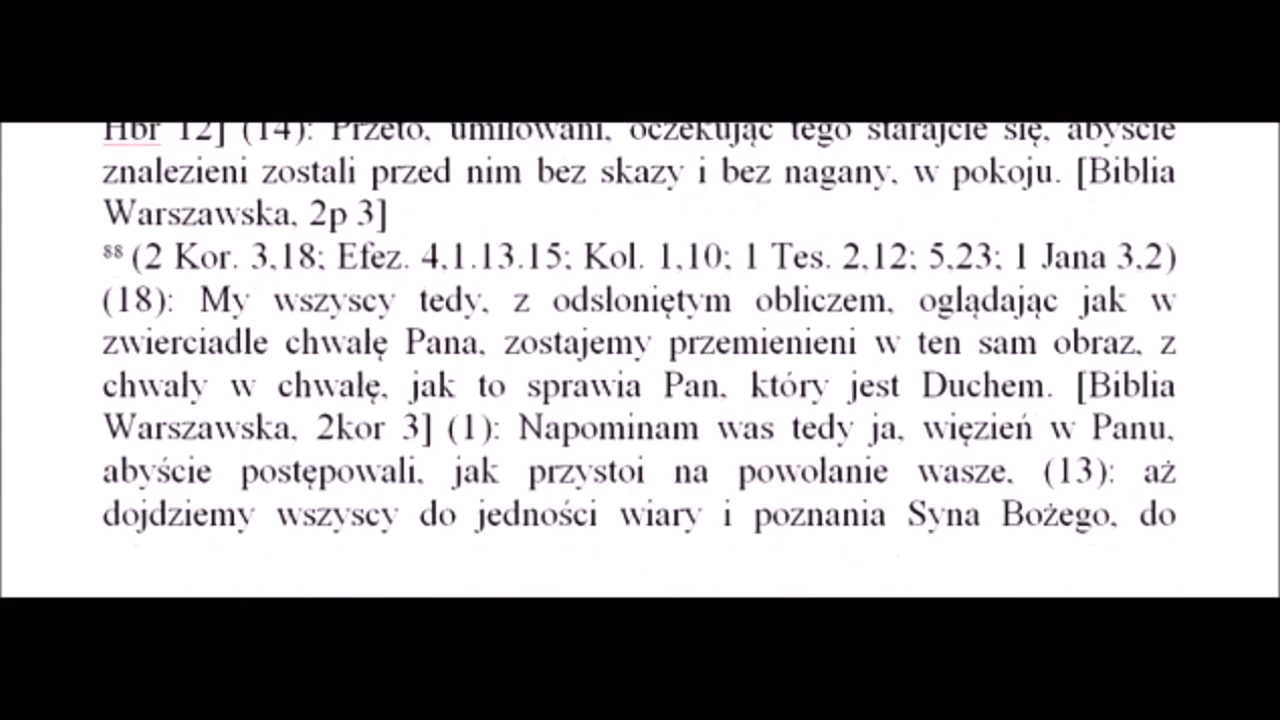 Hbr 12] (14): Przeto, umiłowani, oczekując tego starajcie się, abyście
znalezieni zostali przed nim bez skazy i bez nagany, w pokoju. [Biblia
Warszawska, 2p 3]
⁸⁸ (2 Kor. 3,18; Efez. 4,1.13.15; Kol. 1,10; 1 Tes. 2,12; 5,23; 1 Jana 3,2)
(18): My wszyscy tedy, z odsłoniętym obliczem, oglądając jak w
zwierciadle chwałę Pana, zostajemy przemienieni w ten sam obraz, z
chwały w chwałę, jak to sprawia Pan, który jest Duchem. [Biblia
Warszawska, 2kor 3] (1): Napominam was tedy ja, więzień w Panu,
abyście postępowali, jak przystoi na powołanie wasze, (13): aż
dojdziemy wszyscy do jedności wiary i poznania Syna Bożego, do